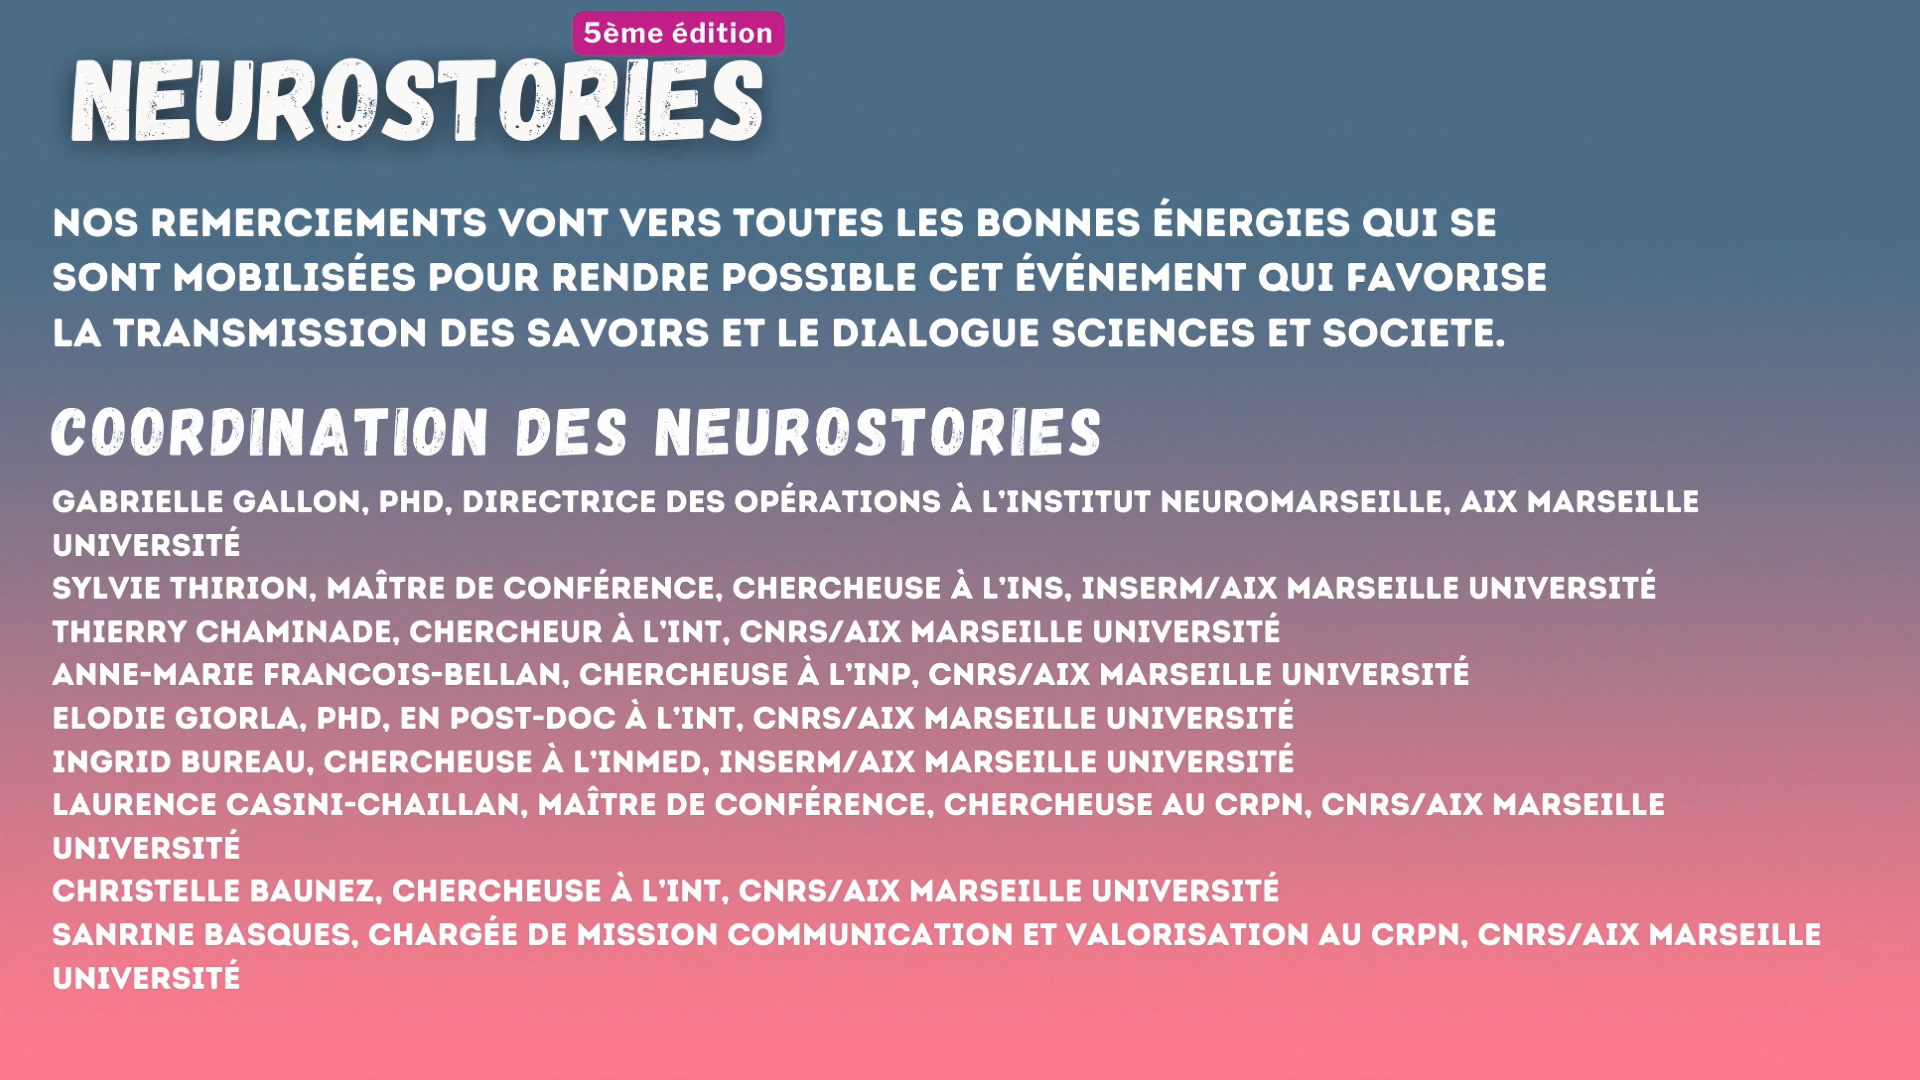 5ème édition
NEUROSTORIES
NOS REMERCIEMENTS VONT VERS TOUTES LES BONNES ÉNERGIES QUI SE
SONT MOBILISÉES POUR RENDRE POSSIBLE CET ÉVÉNEMENT QUI FAVORISE
LA TRANSMISSION DES SAVOIRS ET LE DIALOGUE SCIENCES ET SOCIETE.
COORDINATION DES NEUROSTORIES
GABRIELLE GALLON, PHD, DIRECTRICE DES OPÉRATIONS À L'INSTITUT NEUROMARSEILLE, AIX MARSEILLE
UNIVERSITÉ
SYLVIE THIRION, MAÎTRE DE CONFÉRENCE, CHERCHEUSE À L'INS, INSERM/AIX MARSEILLE UNIVERSITÉ
THIERRY CHAMINADE, CHERCHEUR À L'INT, CNRS/AIX MARSEILLE UNIVERSITÉ
ANNE-MARIE FRANCOIS-BELLAN, CHERCHEUSE À L'INP, CNRS/AIX MARSEILLE UNIVERSITÉ
ELODIE GIORLA, PHD, EN POST-DOC À L'INT, CNRS/AIX MARSEILLE UNIVERSITÉ
INGRID BUREAU, CHERCHEUSE À L'INMED, INSERM/AIX MARSEILLE UNIVERSITÉ
LAURENCE CASINI-CHAILLAN, MAÎTRE DE CONFÉRENCE, CHERCHEUSE AU CRPN, CNRS/AIX MARSEILLE
UNIVERSITÉ
CHRISTELLE BAUNEZ, CHERCHEUSE À L'INT, CNRS/AIX MARSEILLE UNIVERSITÉ
SANRINE BASQUES, CHARGÉE DE MISSION COMMUNICATION ET VALORISATION AU CRPN, CNRS/AIX MARSEILLE
UNIVERSITÉ